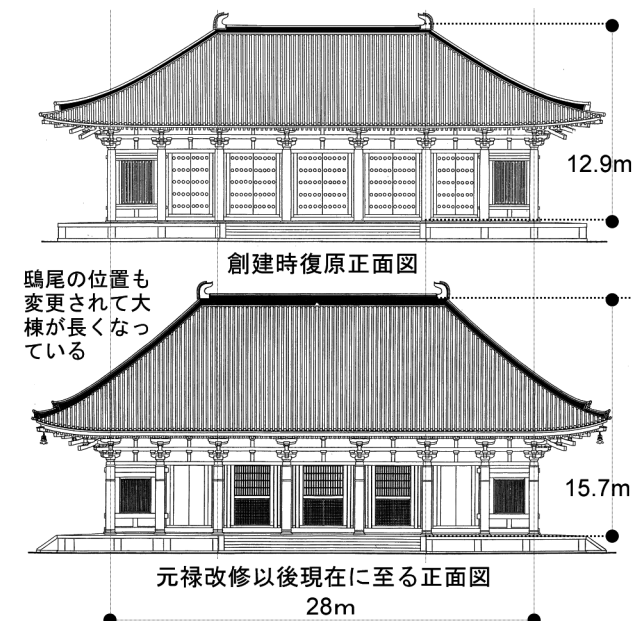 12.9m
創建時復原正面図
鴟尾の位置も
変更されて大
棟が長くなっ
ている
15.7m
元禄改修以後現在に至る正面図
28m